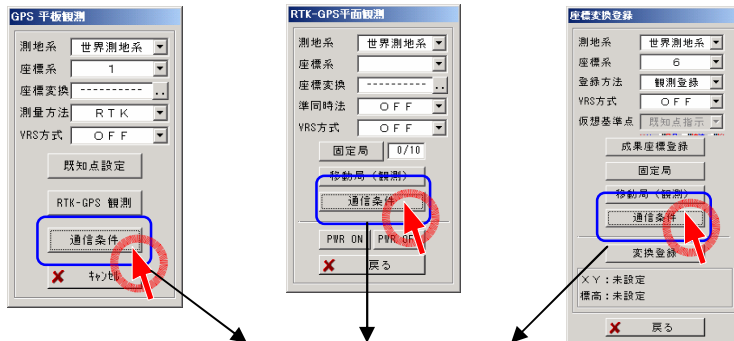 GPS 平板観測
測地系 世界測地系
座標系 1
座標変換 ---------- ..
測量方法 RTK
VRS方式 OFF
既知点設定
RTK-GPS 観測
通信条件
キャンセル
RTK-GPS平面観測
測地系 世界測地系
座標系
座標変換 ---------- ..
準同時法 OFF
VRS方式 OFF
固定局 0/10
移動局（観測）
通信条件
PWR ON PWR OFF
戻る
座標変換登録
測地系 世界測地系
座標系 6
登録方法 観測登録
VRS方式 OFF
仮想基準点 既知点指示
成果座標登録
固定局
移動局（観測）
通信条件
変換登録
XY：未設定
標高：未設定
戻る